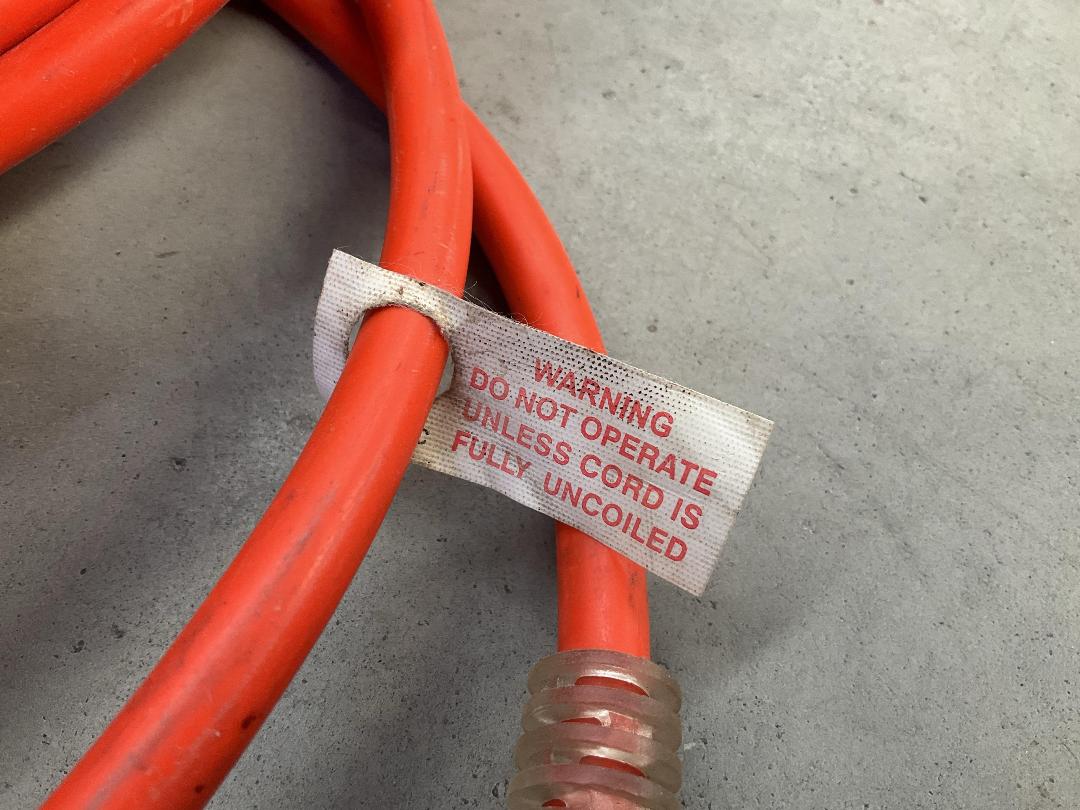 WARNING
DO NOT OPERATE
UNLESS CORD IS
FULLY UNCOILED